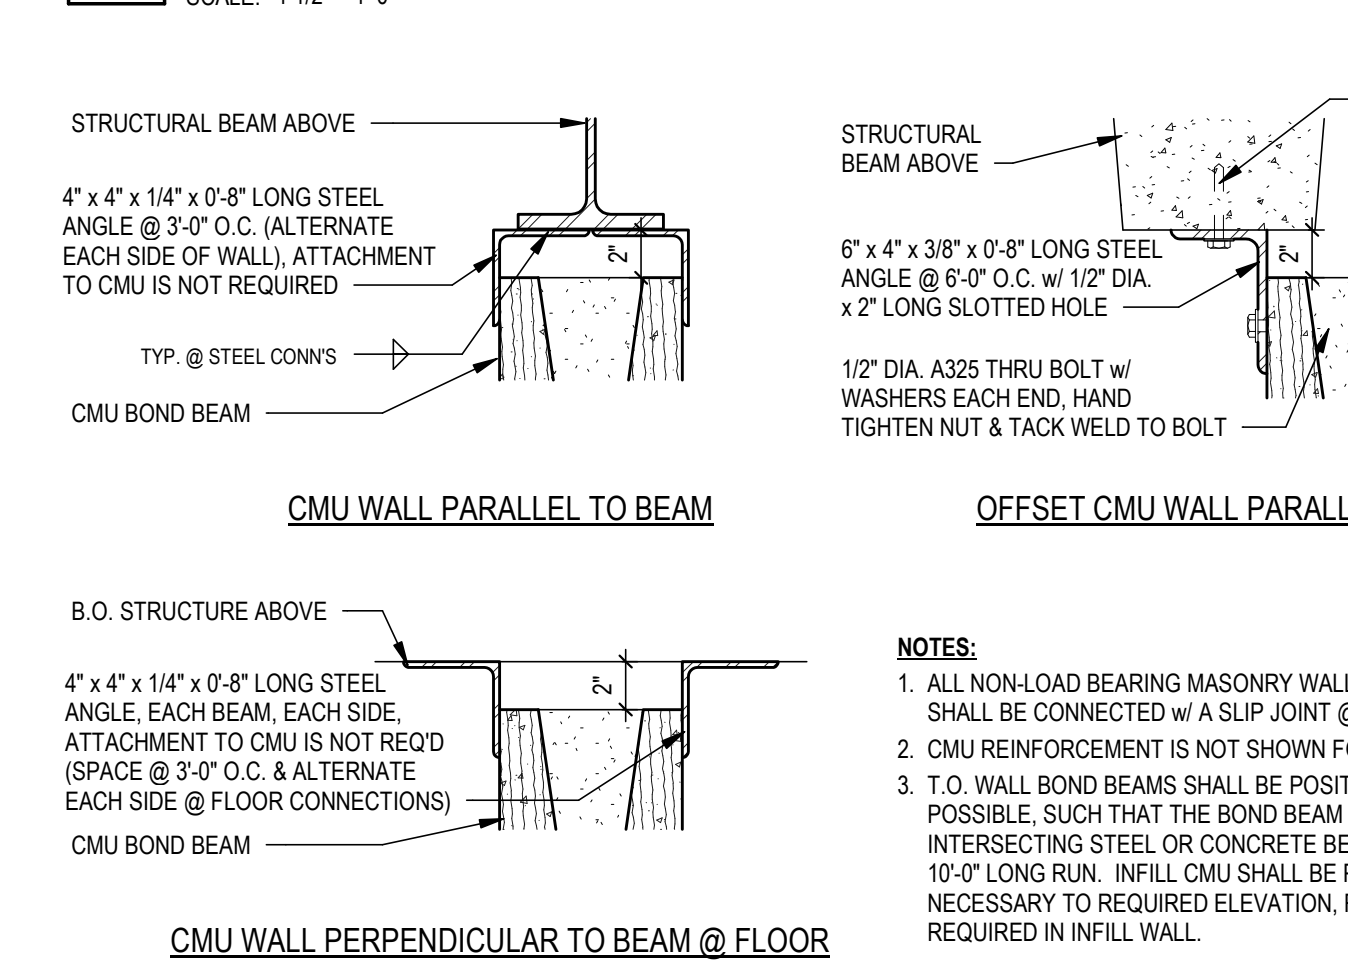 STRUCTURAL BEAM ABOVE
4" x 4" x 1/4" x 0'-8" LONG STEEL
ANGLE @ 3'-0" O.C. (ALTERNATE
EACH SIDE OF WALL), ATTACHMENT
TO CMU IS NOT REQUIRED
2"
TYP. @ STEEL CONN'S
CMU BOND BEAM
CMU WALL PARALLEL TO BEAM
STRUCTURAL
BEAM ABOVE
6" x 4" x 3/8" x 0'-8" LONG STEEL
ANGLE @ 6'-0" O.C. w/ 1/2" DIA.
x 2" LONG SLOTTED HOLE
2"
1/2" DIA. A325 THRU BOLT w/
WASHERS EACH END, HAND
TIGHTEN NUT & TACK WELD TO BOLT
OFFSET CMU WALL PARALL
B.O. STRUCTURE ABOVE
4" x 4" x 1/4" x 0'-8" LONG STEEL
ANGLE, EACH BEAM, EACH SIDE,
ATTACHMENT TO CMU IS NOT REQ'D
(SPACE @ 3'-0" O.C. & ALTERNATE
EACH SIDE @ FLOOR CONNECTIONS)
2"
CMU BOND BEAM
CMU WALL PERPENDICULAR TO BEAM @ FLOOR
NOTES:
1. ALL NON-LOAD BEARING MASONRY WALL
SHALL BE CONNECTED w/ A SLIP JOINT @
2. CMU REINFORCEMENT IS NOT SHOWN FO
3. T.O. WALL BOND BEAMS SHALL BE POSIT
POSSIBLE, SUCH THAT THE BOND BEAM
INTERSECTING STEEL OR CONCRETE BE
10'-0" LONG RUN. INFILL CMU SHALL BE
NECESSARY TO REQUIRED ELEVATION,
REQUIRED IN INFILL WALL.